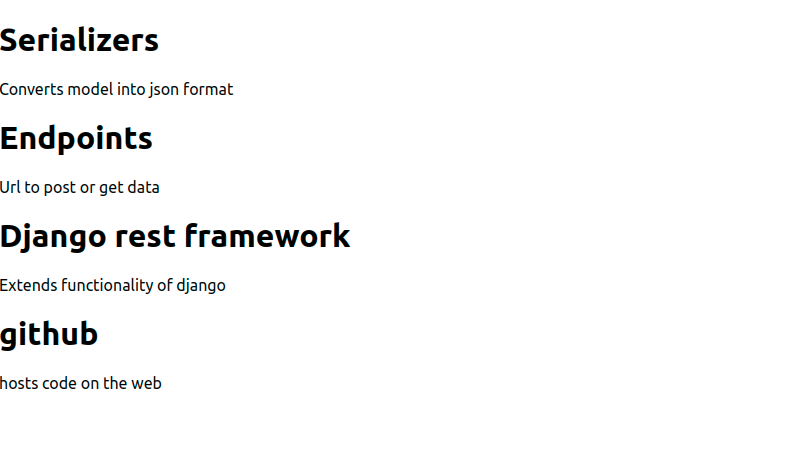 Serializers
Converts model into json format
Endpoints
Url to post or get data
Django rest framework
Extends functionality of django
github
hosts code on the web